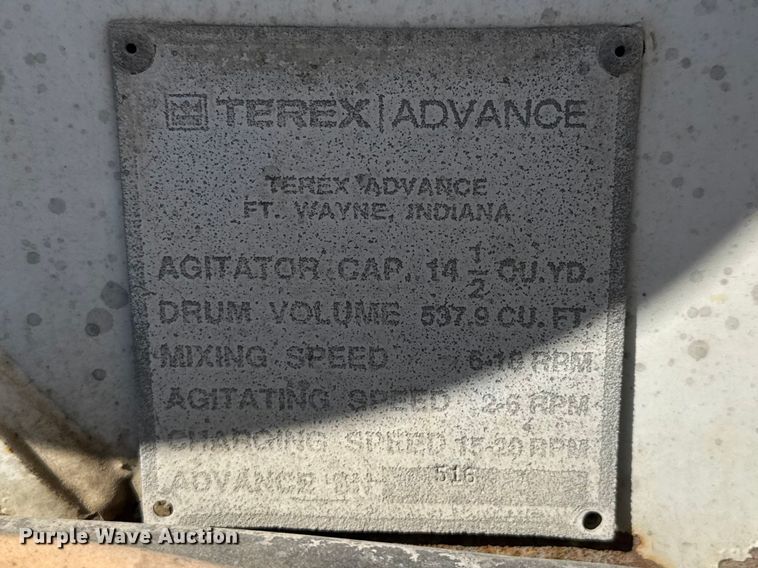 TEREX | ADVANCE
TEREX ADVANCE
FT. WAYNE, INDIANA
AGITATOR CAP. 14 1/2 CU.YD.
DRUM VOLUME 537.9 CU. FT.
MIXING SPEED 6-18 RPM
AGITATING SPEED 2-6 RPM
CHARGING SPEED 15-20 RPM
ADVANCE 516
Purple Wave Auction